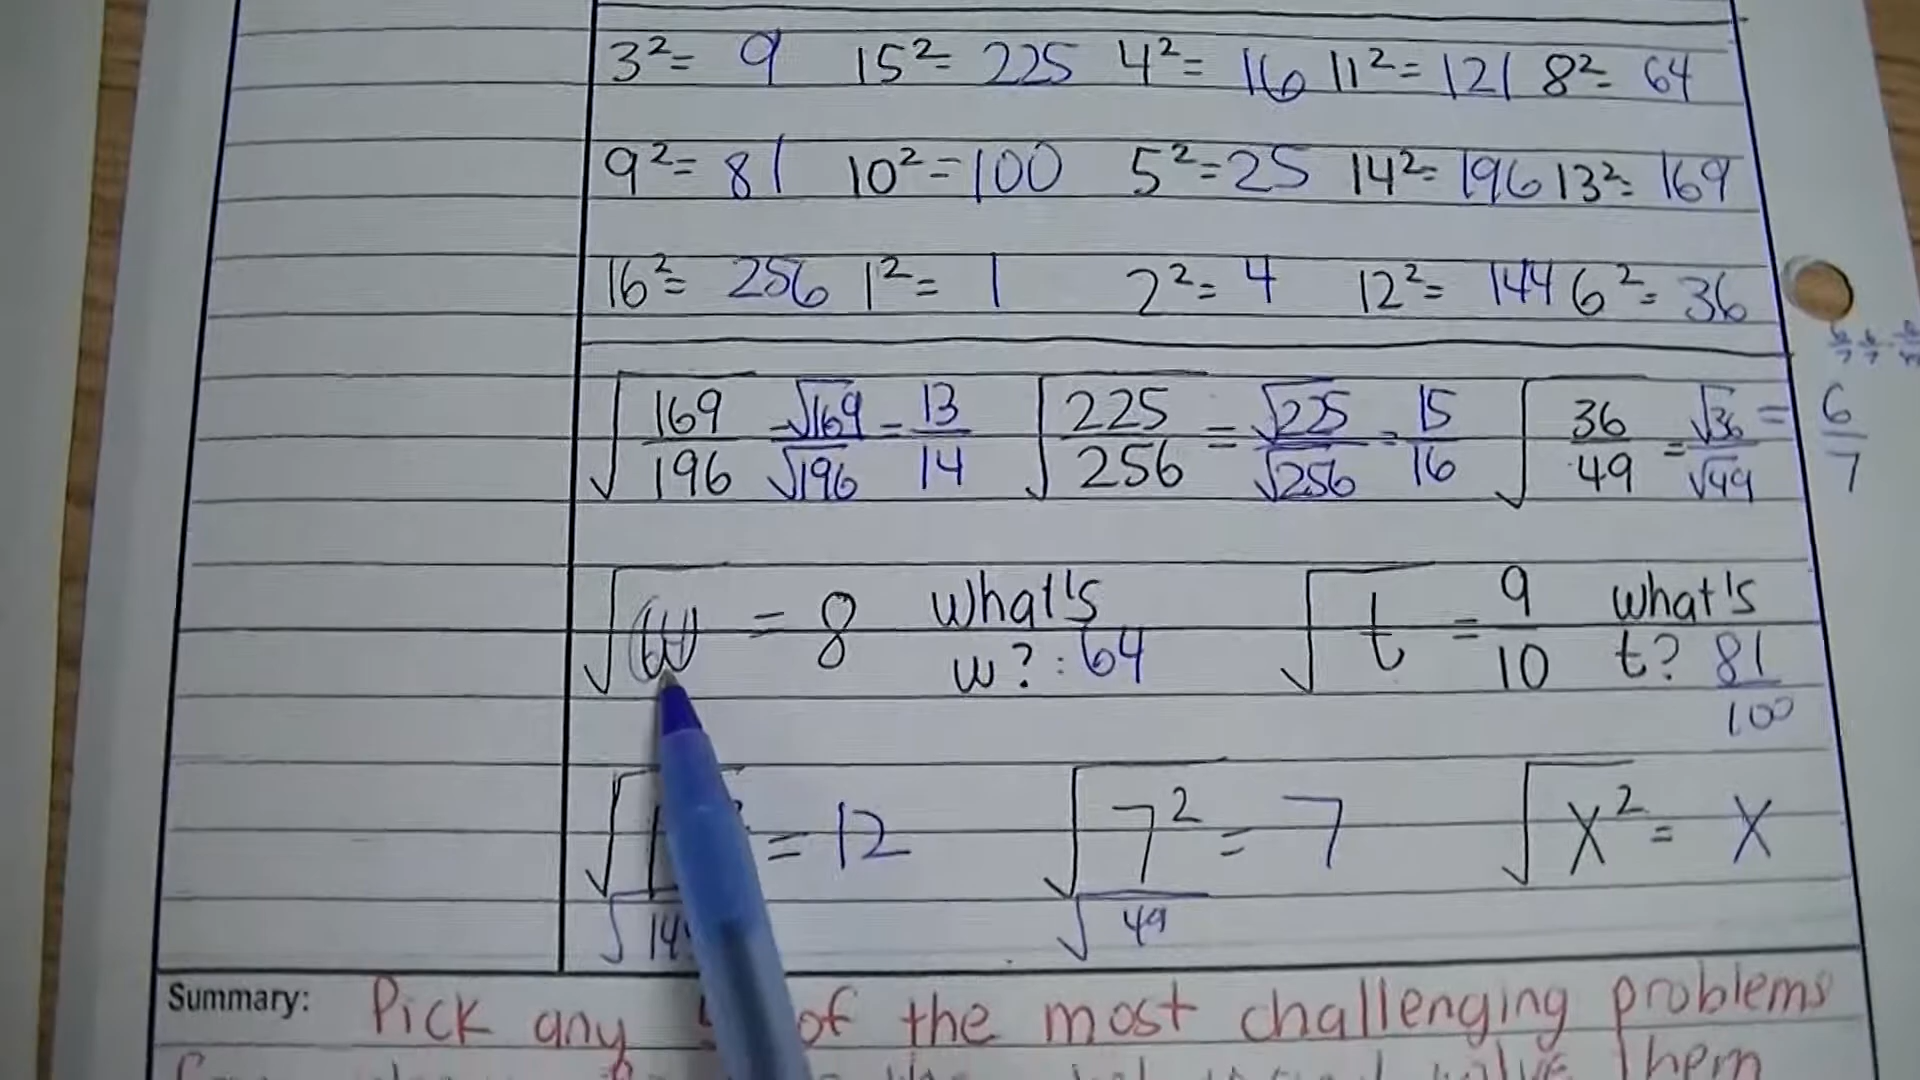 3² = 9 15² = 225 4² = 16 11² = 121 8² = 64
9² = 81 10² = 100 5² = 25 14² = 196 13² = 169
16² = 256 1² = 1 2² = 4 12² = 144 6² = 36
√(169/196) = √169/√196 = 13/14 √(225/256) = √225/√256 = 15/16 √(36/49) = √36/√49 = 6/7
√w = 8 what's w? : 64 √t = 9/10 what's t? 81/100
= 12 √7² = 7 √x² = x
√49
Summary: Pick any of the most challenging problems
them